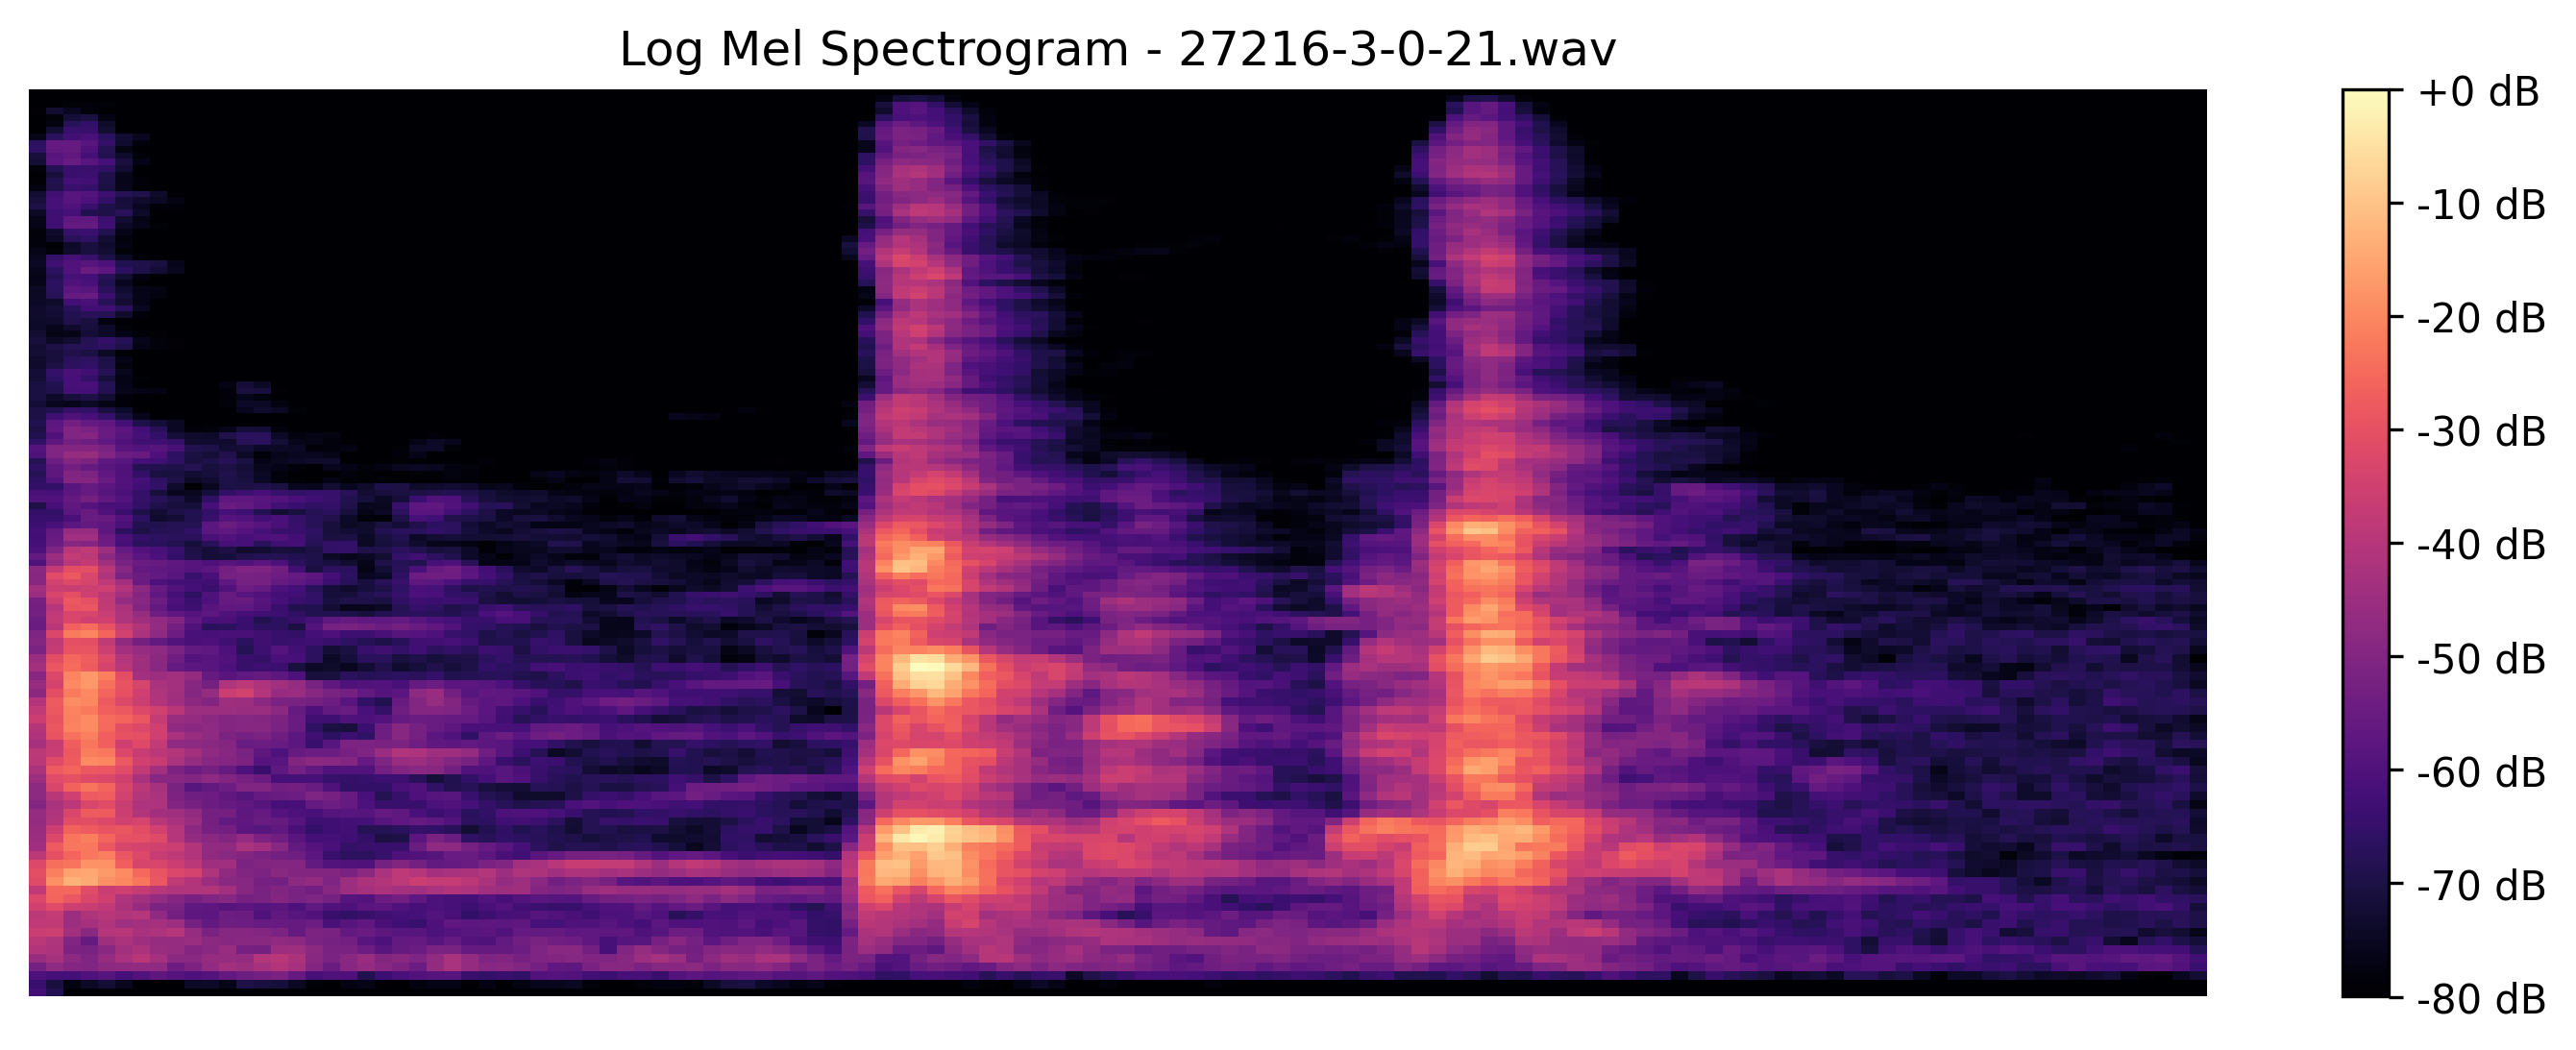 Log Mel Spectrogram - 27216-3-0-21.wav
+0 dB
-10 dB
-20 dB
-30 dB
-40 dB
-50 dB
-60 dB
-70 dB
-80 dB